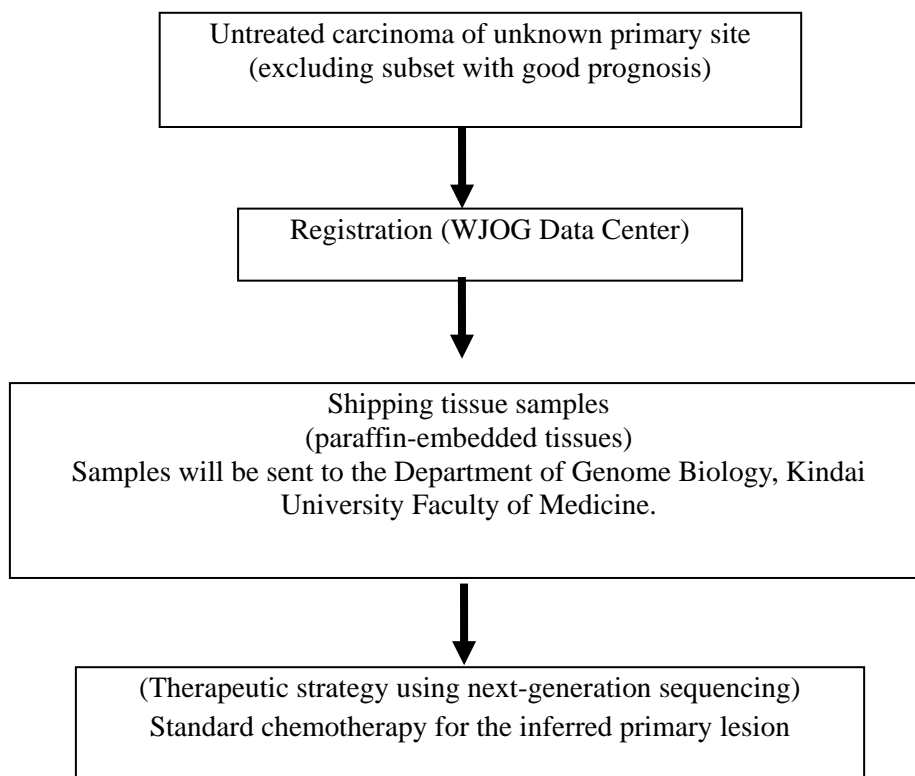 Untreated carcinoma of unknown primary site
(excluding subset with good prognosis)
Registration (WJOG Data Center)
Shipping tissue samples
(paraffin-embedded tissues)
Samples will be sent to the Department of Genome Biology, Kindai
University Faculty of Medicine.
(Therapeutic strategy using next-generation sequencing)
Standard chemotherapy for the inferred primary lesion